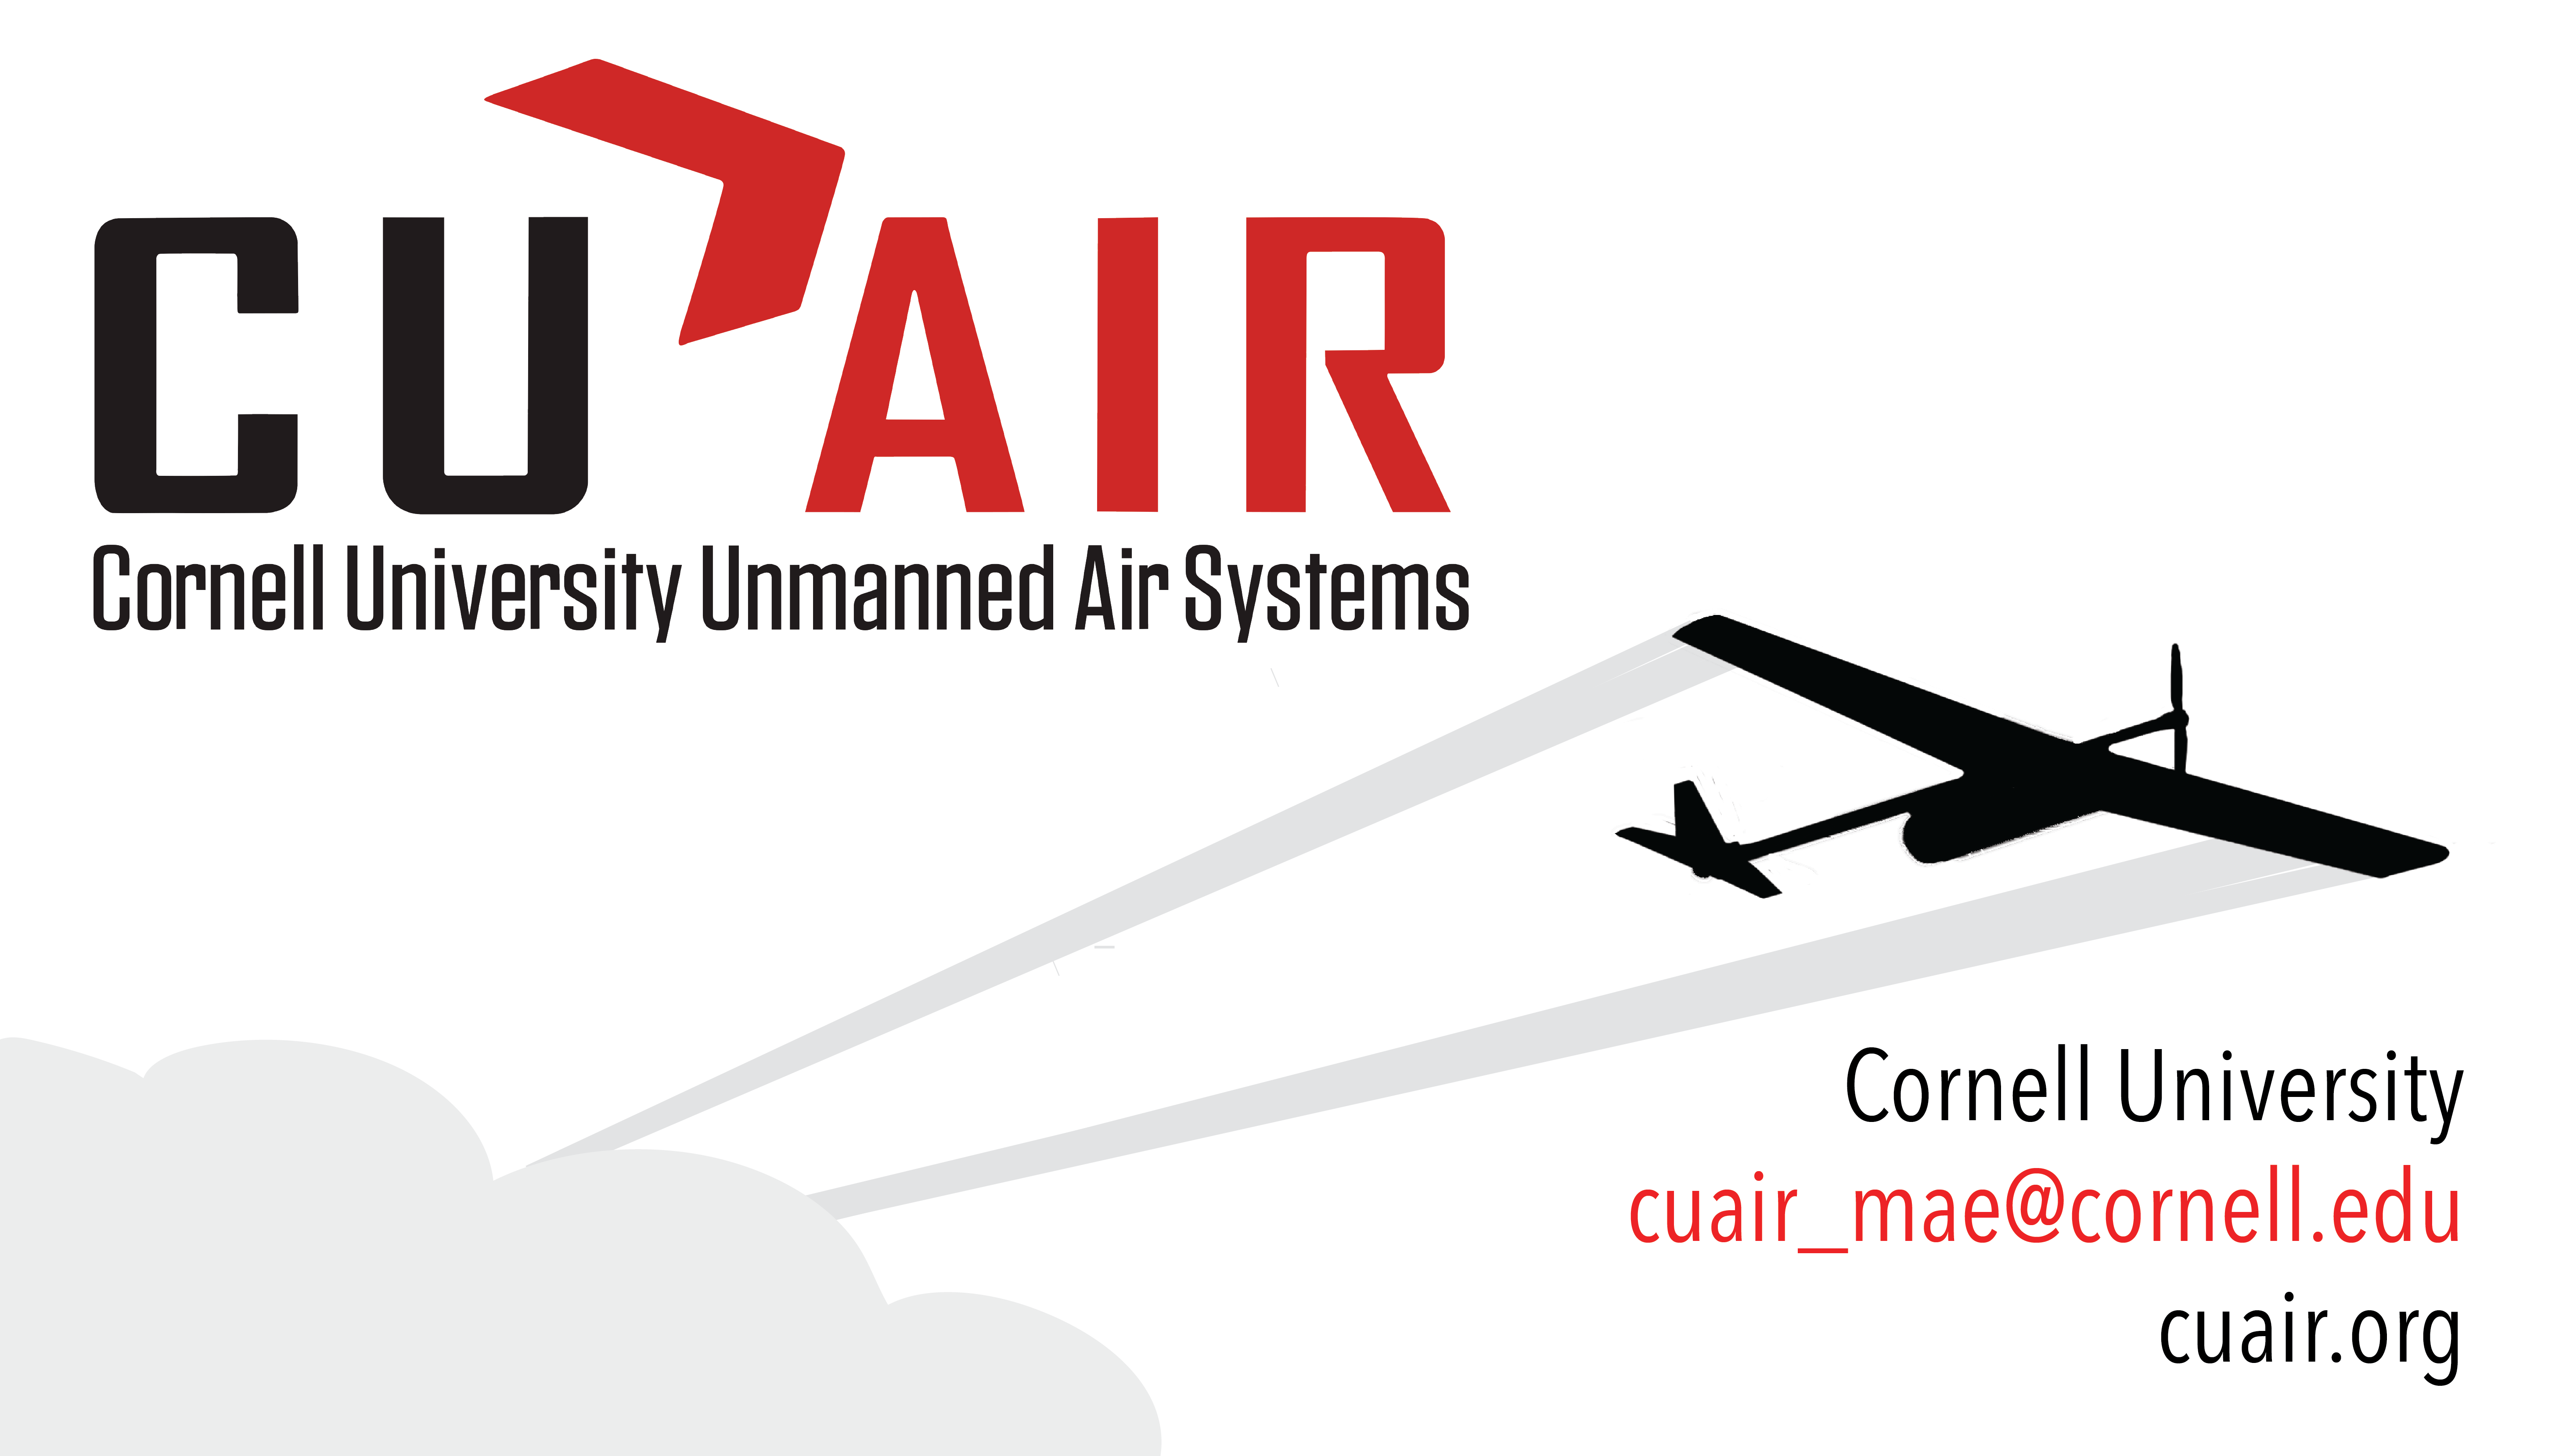 CU AIR
Cornell University Unmanned Air Systems
Cornell University
cuair_mae@cornell.edu
cuair.org